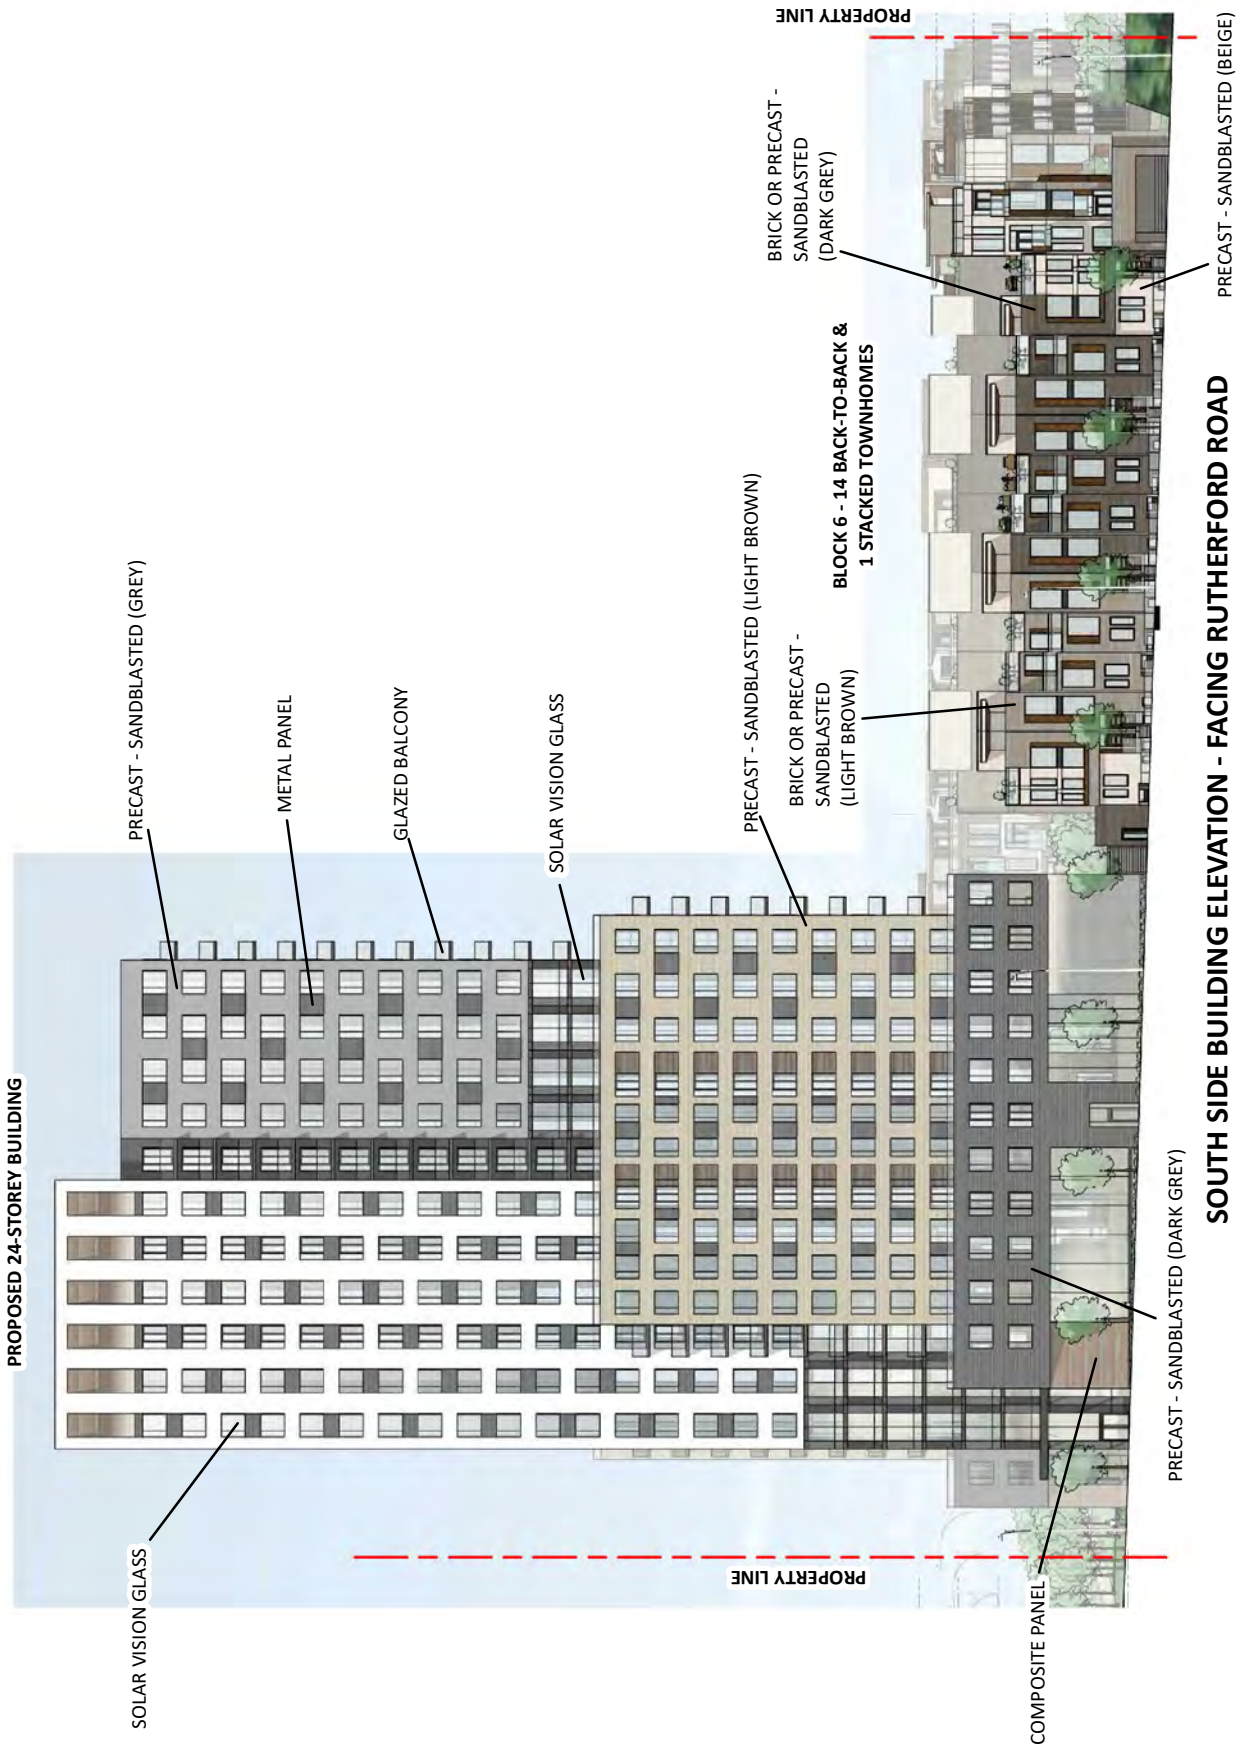 PROPOSED 24-STOREY BUILDING
SOLAR VISION GLASS
PRECAST - SANDBLASTED (GREY)
METAL PANEL
GLAZED BALCONY
SOLAR VISION GLASS
PRECAST - SANDBLASTED (LIGHT BROWN)
BRICK OR PRECAST -
SANDBLASTED
(LIGHT BROWN)
BLOCK 6 - 14 BACK-TO-BACK &
1 STACKED TOWNHOMES
BRICK OR PRECAST -
SANDBLASTED
(DARK GREY)
PROPERTY LINE
PROPERTY LINE
COMPOSITE PANEL
PRECAST - SANDBLASTED (DARK GREY)
PRECAST - SANDBLASTED (BEIGE)
SOUTH SIDE BUILDING ELEVATION - FACING RUTHERFORD ROAD